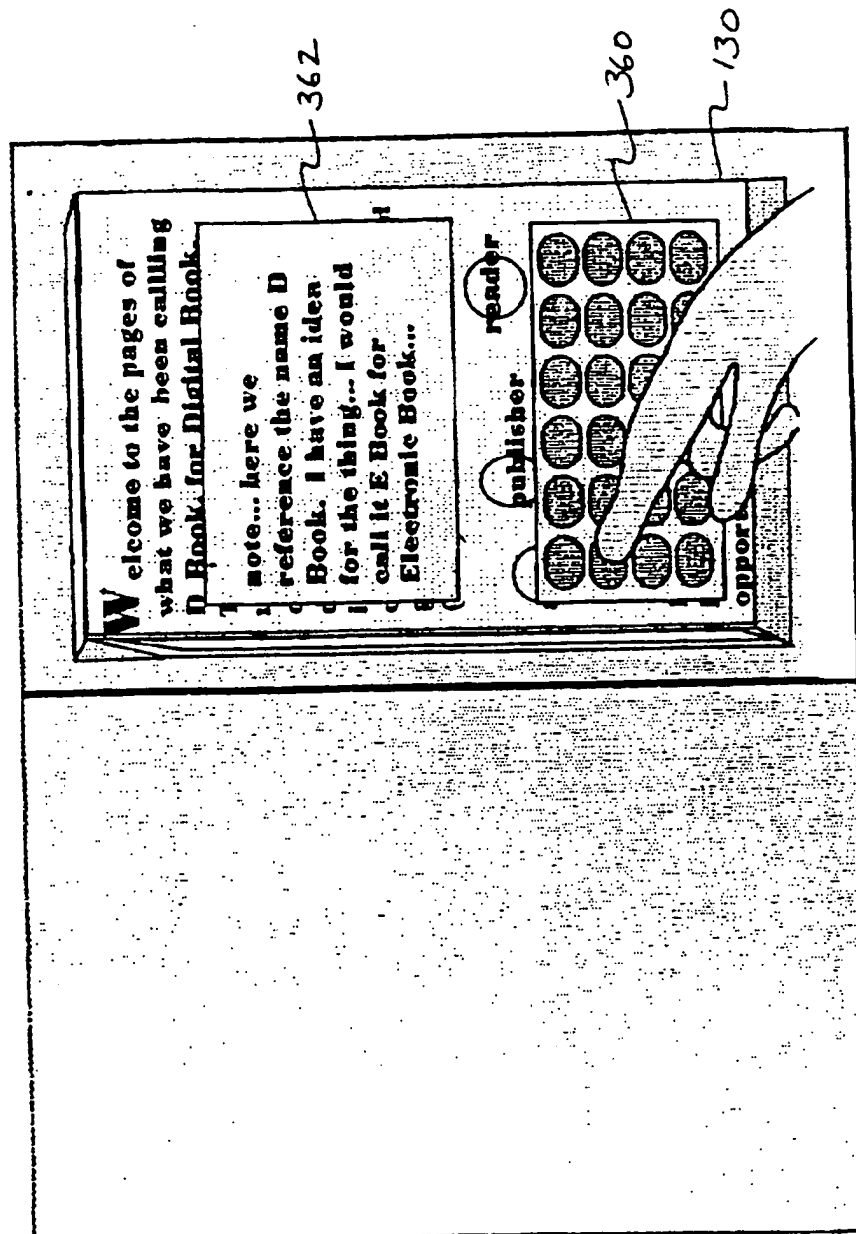 Welcome to the pages of
what we have been callling
D Book, for Digital Book.
note... here we
reference the name D
Book. I have an idea
for the thing... I would
call it E Book for
Electronic Book...
publisher
reader
opport
362
360
130